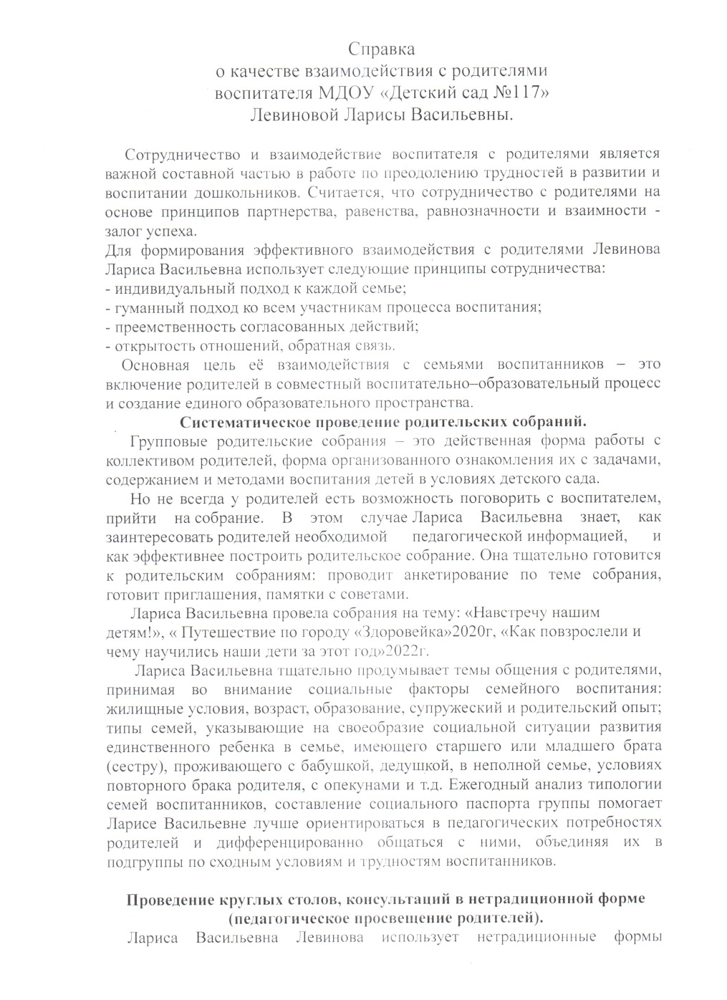 Справка
о качестве взаимодействия с родителями
воспитателя МДОУ «Детский сад №117»
Левиновой Ларисы Васильевны.
Сотрудничество и взаимодействие воспитателя с родителями является
важной составной частью в работе по преодолению трудностей в развитии и
воспитании дошкольников. Считается, что сотрудничество с родителями на
основе принципов партнерства, равенства, равнозначности и взаимности -
залог успеха.
Для формирования эффективного взаимодействия с родителями Левинова
Лариса Васильевна использует следующие принципы сотрудничества:
- индивидуальный подход к каждой семье;
- гуманный подход ко всем участникам процесса воспитания;
- преемственность согласованных действий;
- открытость отношений, обратная связь.
Основная цель её взаимодействия с семьями воспитанников – это
включение родителей в совместный воспитательно–образовательный процесс
и создание единого образовательного пространства.
Систематическое проведение родительских собраний.
Групповые родительские собрания – это действенная форма работы с
коллективом родителей, форма организованного ознакомления их с задачами,
содержанием и методами воспитания детей в условиях детского сада.
Но не всегда у родителей есть возможность поговорить с воспитателем,
прийти на собрание. В этом случае Лариса Васильевна знает, как
заинтересовать родителей необходимой педагогической информацией, и
как эффективнее построить родительское собрание. Она тщательно готовится
к родительским собраниям: проводит анкетирование по теме собрания,
готовит приглашения, памятки с советами.
Лариса Васильевна провела собрания на тему: «Навстречу нашим
детям!», « Путешествие по городу «Здоровейка»2020г, «Как повзрослели и
чему научились наши дети за этот год»2022г.
Лариса Васильевна тщательно продумывает темы общения с родителями,
принимая во внимание социальные факторы семейного воспитания:
жилищные условия, возраст, образование, супружеский и родительский опыт;
типы семей, указывающие на своеобразие социальной ситуации развития
единственного ребенка в семье, имеющего старшего или младшего брата
(сестру), проживающего с бабушкой, дедушкой, в неполной семье, условиях
повторного брака родителя, с опекунами и т.д. Ежегодный анализ типологии
семей воспитанников, составление социального паспорта группы помогает
Ларисе Васильевне лучше ориентироваться в педагогических потребностях
родителей и дифференцированно общаться с ними, объединяя их в
подгруппы по сходным условиям и трудностям воспитанников.
Проведение круглых столов, консультаций в нетрадиционной форме
(педагогическое просвещение родителей).
Лариса Васильевна Левинова использует нетрадиционные формы